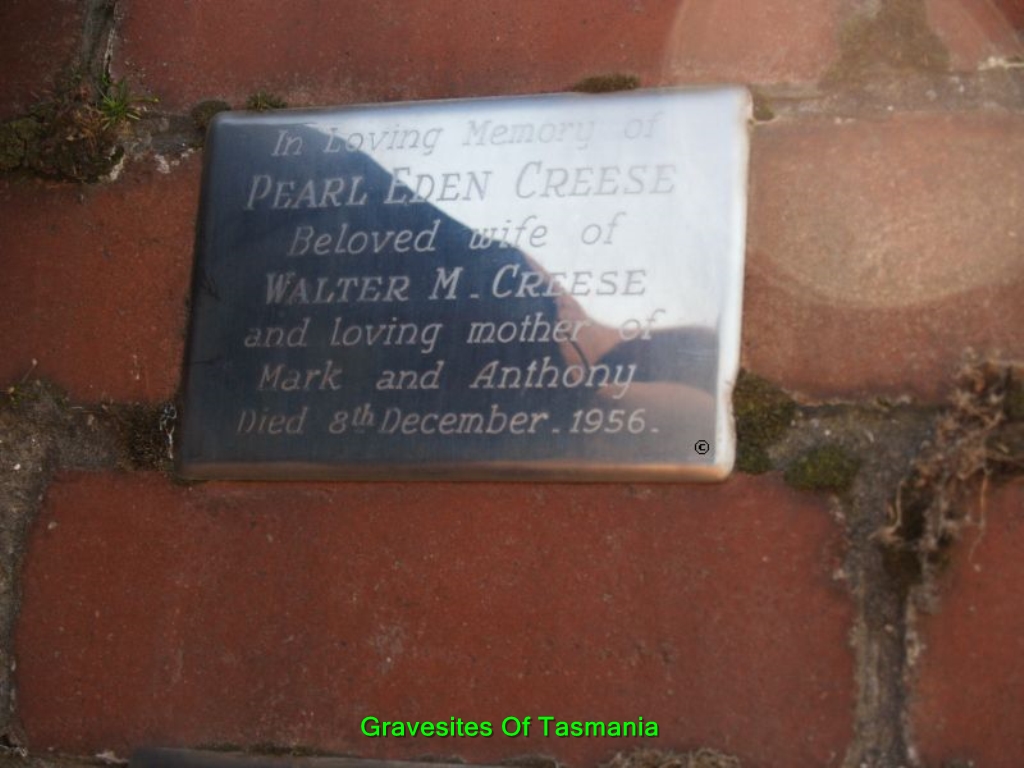 In Loving Memory of
PEARL EDEN CREESE
Beloved wife of
WALTER M. CREESE
and loving mother of
Mark and Anthony
Died 8th December. 1956.
©
Gravesites Of Tasmania